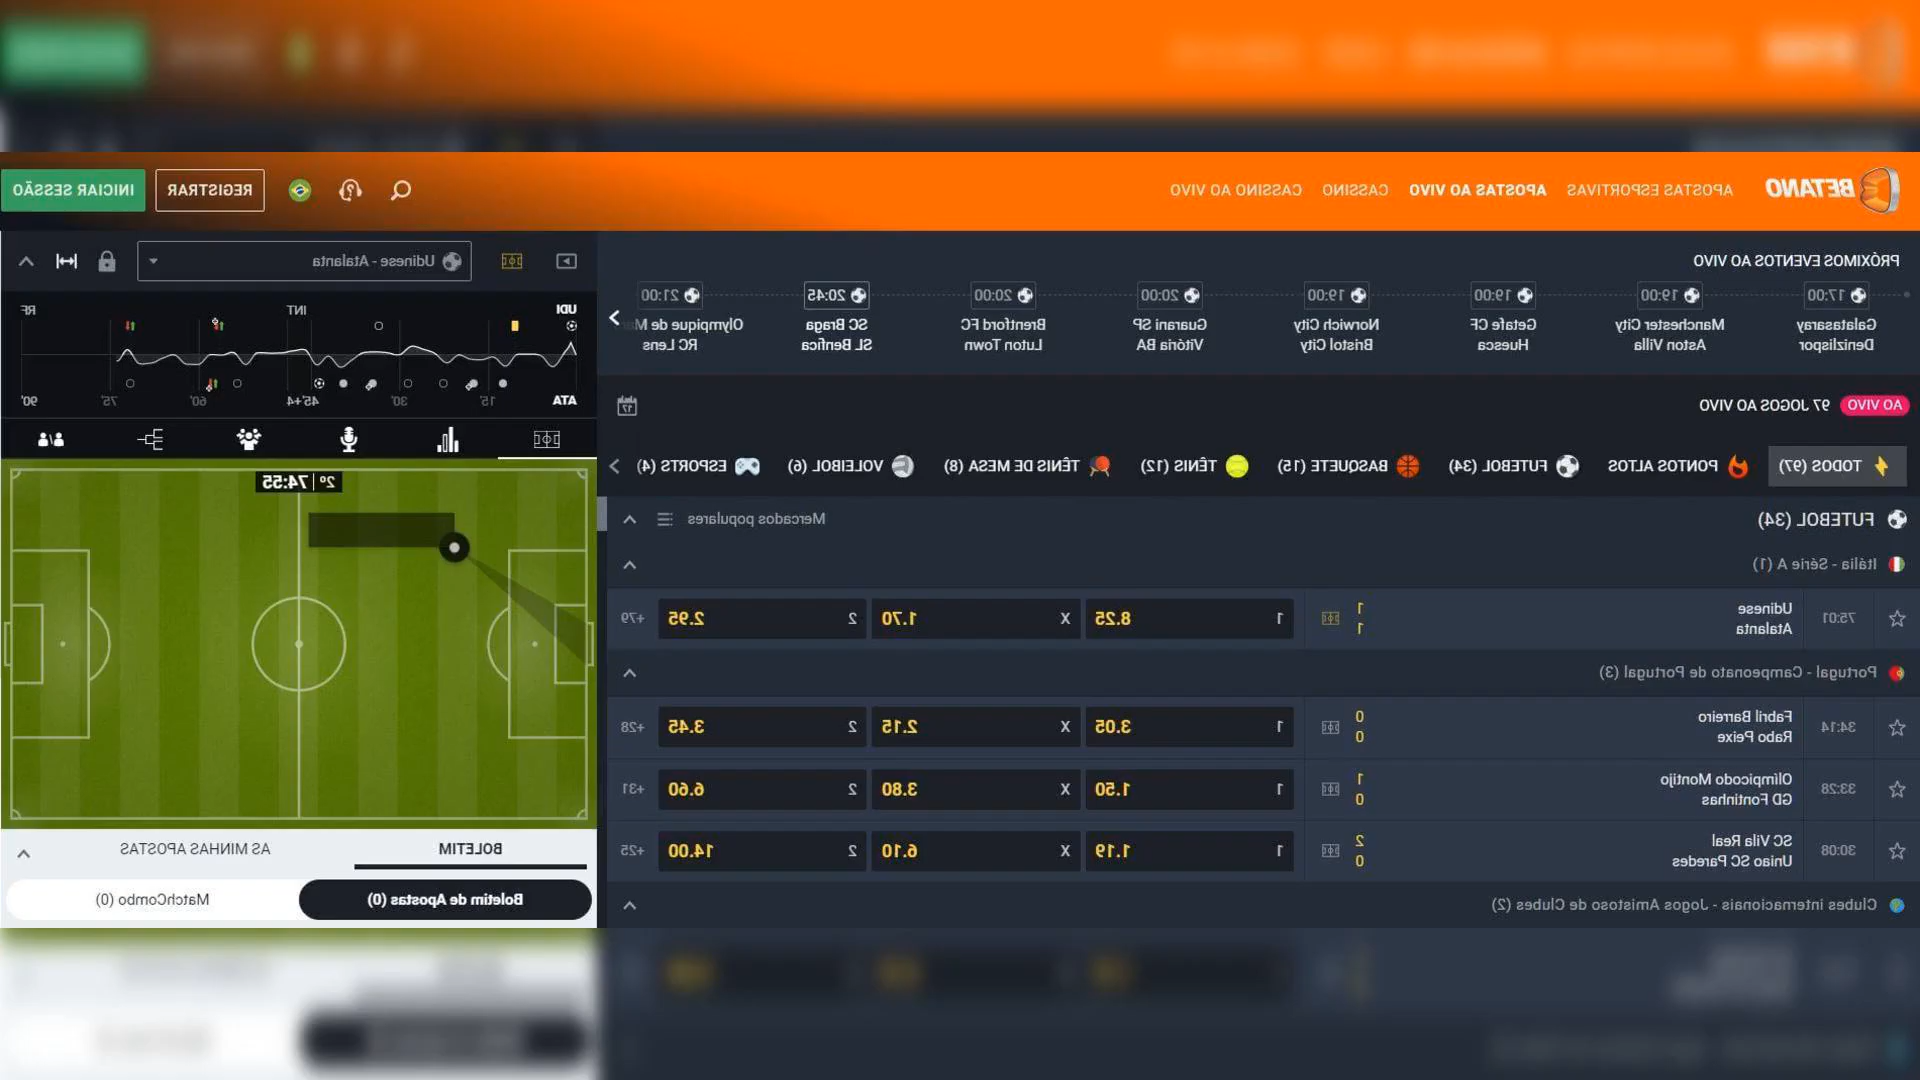 BETANO
APOSTAS ESPORTIVAS
APOSTAS AO VIVO
CASSINO
CASSINO AO VIVO
REGISTRAR
INICIAR SESSÃO
PRÓXIMOS EVENTOS AO VIVO
17:00
Galatasaray
Denizlispor
19:00
Manchester City
Aston Villa
19:00
Getafe CF
Huesca
19:00
Norwich City
Bristol City
20:00
Guarani SP
Vitória BA
20:00
Brentford FC
Luton Town
20:45
SC Braga
SL Benfica
21:00
Olympique de
RC Lens
AO VIVO
97 JOGOS AO VIVO
17
TODOS (97)
PONTOS ALTOS
FUTEBOL (34)
BASQUETE (15)
TÊNIS (12)
TÊNIS DE MESA (8)
VOLEIBOL (6)
ESPORTS (4)
FUTEBOL (34)
Mercados populares
Itália - Série A (1)
75:01
Udinese 1
Atalanta 1
1 8.25
X 1.70
2 2.95
+79
Portugal - Campeonato de Portugal (3)
34:14
Fabril Barreiro 0
Rabo Peixe 0
1 3.05
X 2.15
2 3.45
+28
33:28
Olímpicodo Montijo 1
GD Fontinhas 0
1 1.50
X 3.80
2 6.60
+31
30:08
SC Vila Real 2
Uniao SC Paredes 0
1 1.19
X 6.10
2 14.00
+25
Clubes internacionais - Jogos Amistoso de Clubes (2)
Udinese - Atalanta
UDI
INT
RF
ATA
15'
30'
45'+4
60'
75'
90'
2º | 74:55
BOLETIM
AS MINHAS APOSTAS
Boletim de Apostas (0)
MatchCombo (0)